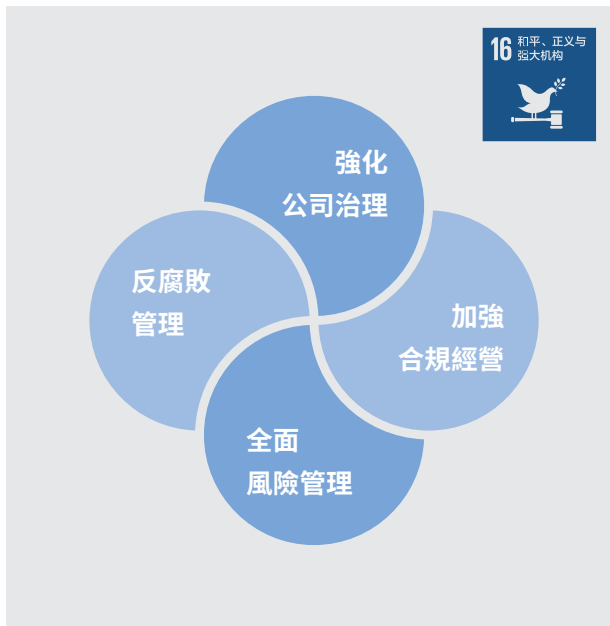 16 和平、正义与
强大机构
強化
公司治理
反腐敗
管理
加強
合規經營
全面
風險管理